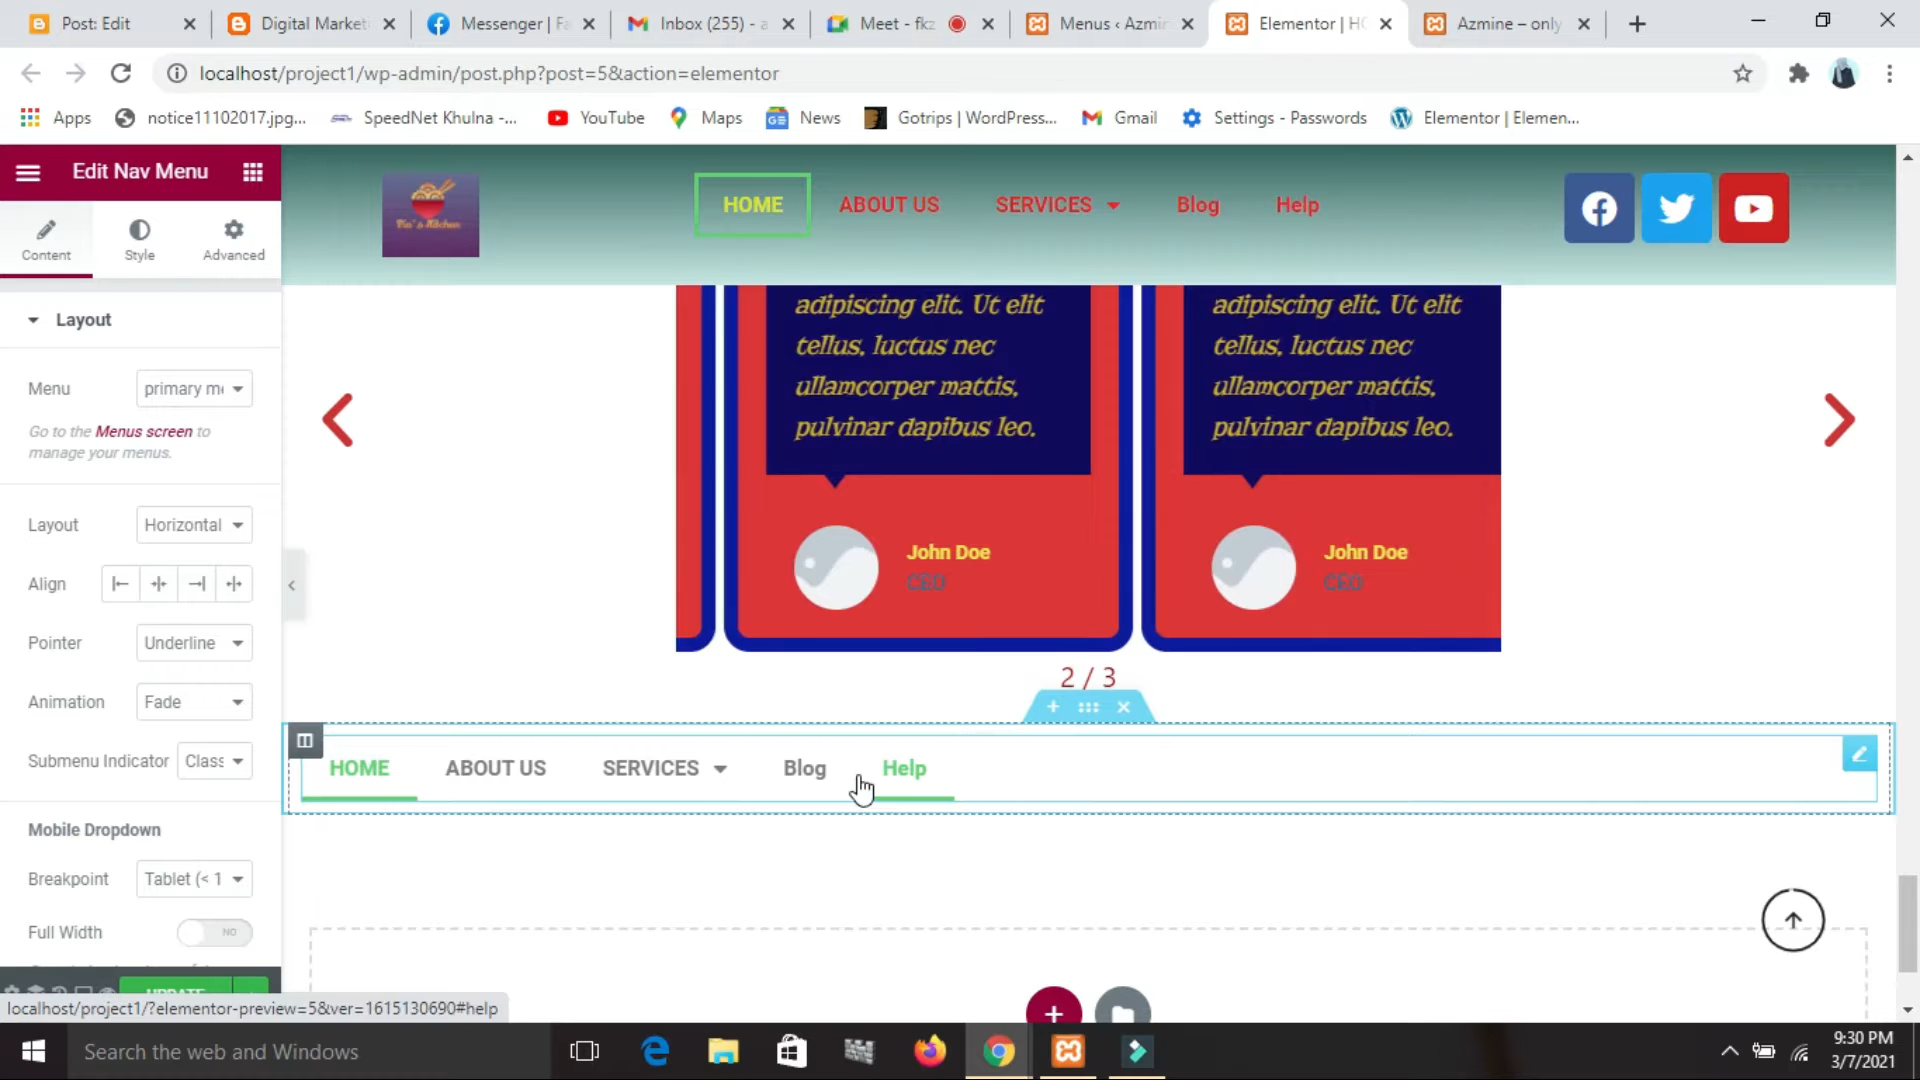 Post: Edit
Digital Market
Messenger | Fa
Inbox (255) - a
Meet - fkz
Menus ‹ Azmin
Elementor | HO
Azmine – only
localhost/project1/wp-admin/post.php?post=5&action=elementor
Apps
notice11102017.jpg...
SpeedNet Khulna -...
YouTube
Maps
News
Gotrips | WordPress...
Gmail
Settings - Passwords
Elementor | Elemen...
Edit Nav Menu
Content
Style
Advanced
HOME
ABOUT US
SERVICES
Blog
Help
Layout
Menu
primary me
Go to the Menus screen to
manage your menus.
Layout
Horizontal
Align
Pointer
Underline
Animation
Fade
Submenu Indicator
Class
Mobile Dropdown
Breakpoint
Tablet (< 1
Full Width
NO
UPDATE
adipiscing elit. Ut elit
tellus, luctus nec
ullamcorper mattis,
pulvinar dapibus leo.
John Doe
CEO
adipiscing elit. Ut elit
tellus, luctus nec
ullamcorper mattis,
pulvinar dapibus leo.
John Doe
CEO
2 / 3
HOME
ABOUT US
SERVICES
Blog
Help
localhost/project1/?elementor-preview=5&ver=1615130690#help
Search the web and Windows
9:30 PM
3/7/2021